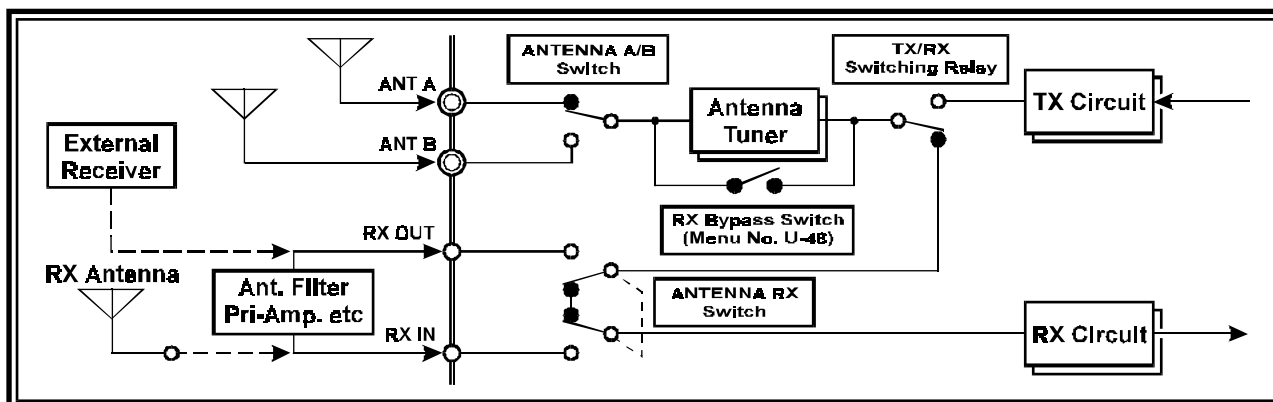 ANTENNA A/B
Switch
TX/RX
Switching Relay
ANT A
TX Circuit
Antenna
Tuner
External
Receiver
ANT B
RX Bypass Switch
(Menu No. U-48)
RX OUT
RX Antenna
Ant. Filter
Pri-Amp. etc
ANTENNA RX
Switch
RX IN
RX Circuit